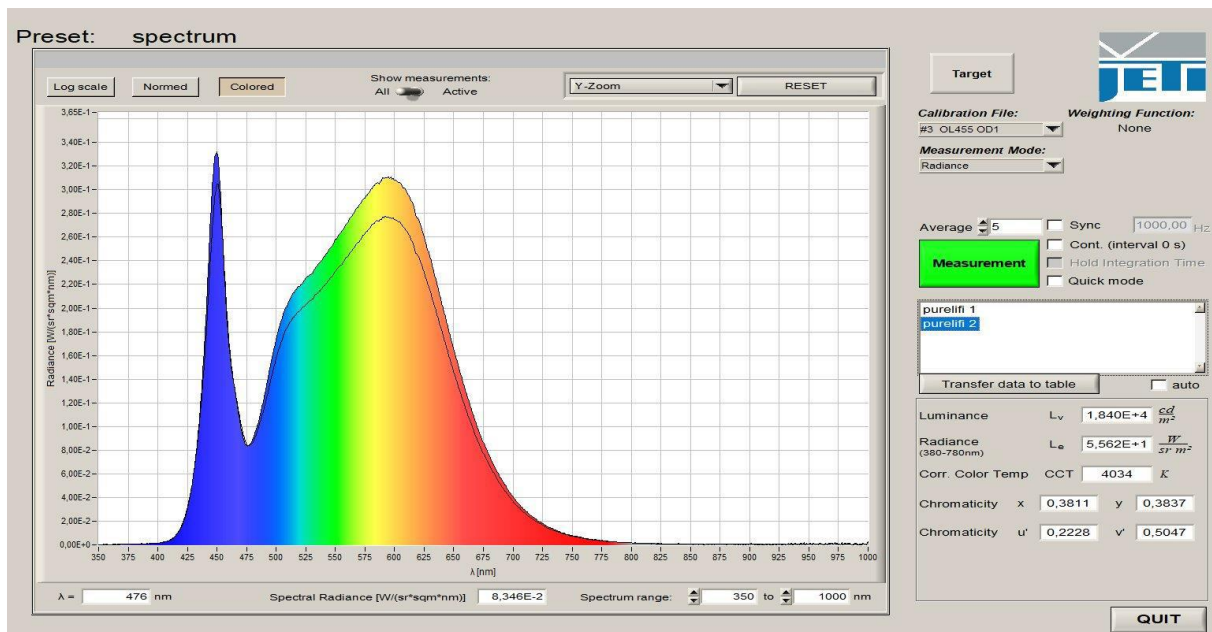 Preset: spectrum
Log scale Normed Colored
Show measurements:
All Active
Y-Zoom RESET
3,65E-1
3,40E-1
3,20E-1
3,00E-1
2,80E-1
2,60E-1
2,40E-1
2,20E-1
2,00E-1
1,80E-1
1,60E-1
1,40E-1
1,20E-1
1,00E-1
8,00E-2
6,00E-2
4,00E-2
2,00E-2
0,00E+0
Radiance [W/(sr*sqm*nm)]
350 375 400 425 450 475 500 525 550 575 600 625 650 675 700 725 750 775 800 825 850 875 900 925 950 975 1000
λ [nm]
λ = 476 nm Spectral Radiance [W/(sr*sqm*nm)] 8,346E-2 Spectrum range: 350 to 1000 nm
Target
JETI
Calibration File: Weighting Function:
#3 OL455 OD1 None
Measurement Mode:
Radiance
Average 5 Sync 1000,00 Hz
Cont. (interval 0 s)
Measurement Hold Integration Time
Quick mode
purelifi 1
purelifi 2
Transfer data to table auto
Luminance Lv 1,840E+4 cd/m²
Radiance Le 5,562E+1 W/sr m²
(380-780nm)
Corr. Color Temp CCT 4034 K
Chromaticity x 0,3811 y 0,3837
Chromaticity u' 0,2228 v' 0,5047
QUIT